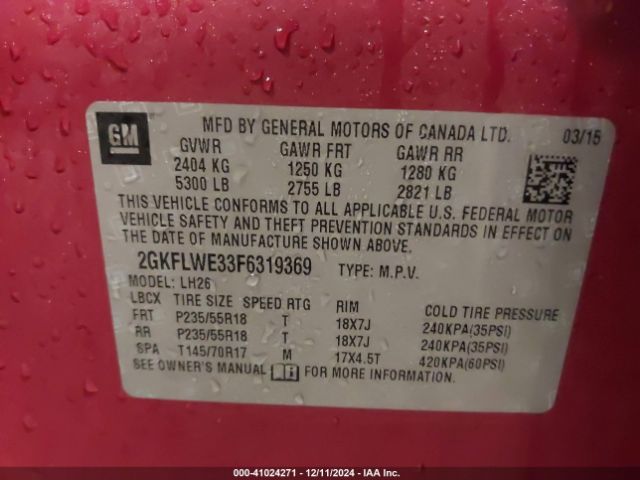 GM
MFD BY GENERAL MOTORS OF CANADA LTD. 03/15
GVWR GAWR FRT GAWR RR
2404 KG 1250 KG 1280 KG
5300 LB 2755 LB 2821 LB
THIS VEHICLE CONFORMS TO ALL APPLICABLE U.S. FEDERAL MOTOR
VEHICLE SAFETY AND THEFT PREVENTION STANDARDS IN EFFECT ON
THE DATE OF MANUFACTURE SHOWN ABOVE.
2GKFLWE33F6319369 TYPE: M.P.V.
MODEL: LH26
LBCX TIRE SIZE SPEED RTG RIM COLD TIRE PRESSURE
FRT P235/55R18 T 18X7J 240KPA(35PSI)
RR P235/55R18 T 18X7J 240KPA(35PSI)
SPA T145/70R17 M 17X4.5T 420KPA(60PSI)
SEE OWNER'S MANUAL FOR MORE INFORMATION.
000-41024271 - 12/11/2024 - IAA Inc.